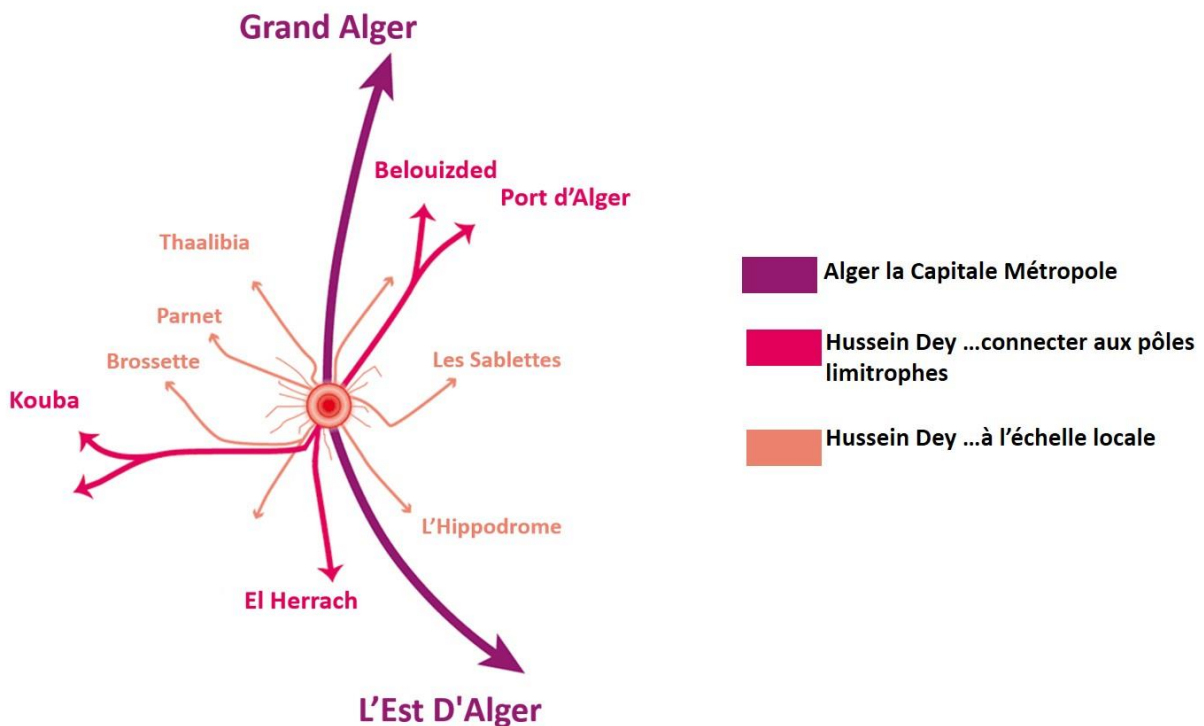 Grand Alger
Belouizded
Port d'Alger
Thaalibia
Parnet
Brossette
Les Sablettes
Kouba
L'Hippodrome
El Herrach
L'Est D'Alger
Alger la Capitale Métropole
Hussein Dey ...connecter aux pôles
limitrophes
Hussein Dey ...à l'échelle locale